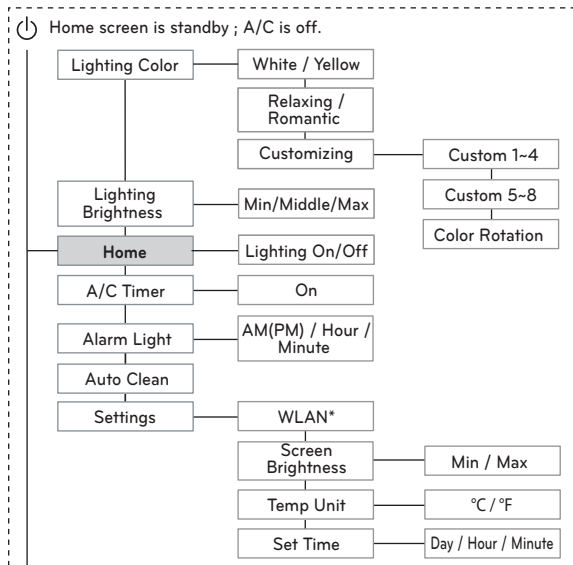 Home screen is standby ; A/C is off.
Lighting Color
White / Yellow
Relaxing /
Romantic
Customizing
Custom 1~4
Custom 5~8
Color Rotation
Lighting
Brightness
Min/Middle/Max
Home
Lighting On/Off
A/C Timer
On
Alarm Light
AM(PM) / Hour /
Minute
Auto Clean
Settings
WLAN*
Screen
Brightness
Min / Max
Temp Unit
°C / °F
Set Time
Day / Hour / Minute